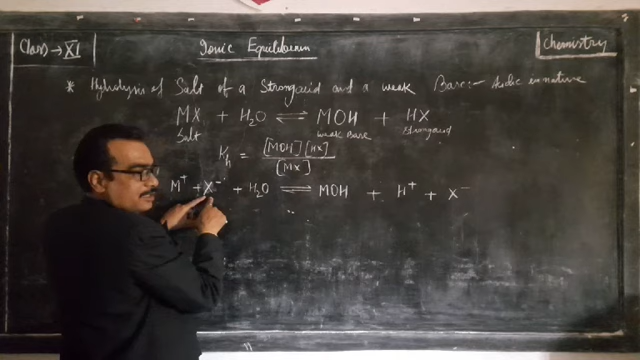 Class → XI
Ionic Equilibrium
Chemistry
* Hydrolysis of Salt of a Strong acid and a weak Base:- Acidic in nature
MX + H2O ⇌ MOH + HX
Salt weak Base Strong acid
Kh = [MOH] [HX] / [MX]
M+ + X- + H2O ⇌ MOH + H+ + X-